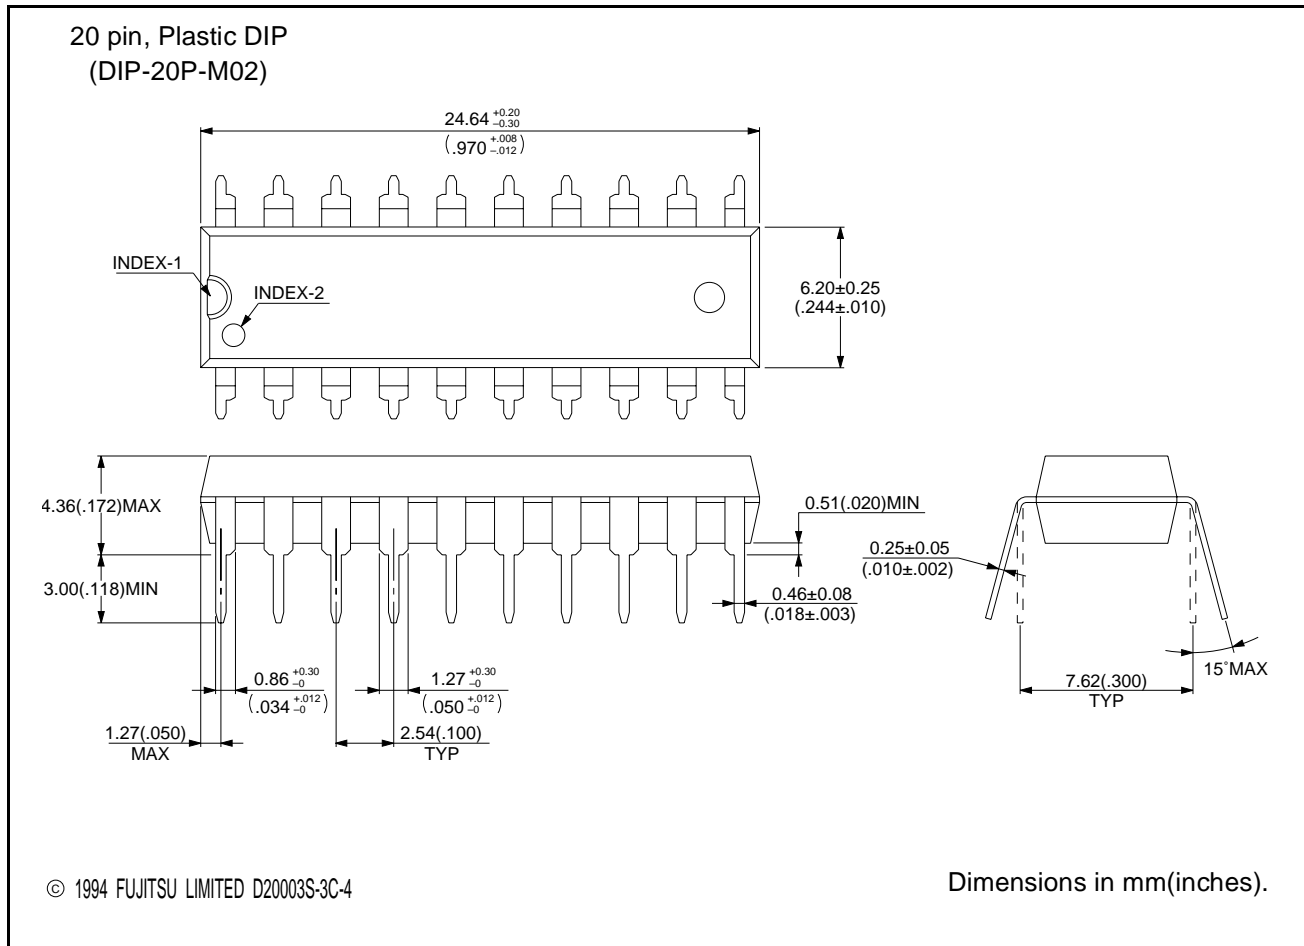 20 pin, Plastic DIP
(DIP-20P-M02)
24.64 +0.20 –0.30
(.970 +.008 –.012)
INDEX-1
INDEX-2
6.20±0.25
(.244±.010)
4.36(.172)MAX
0.51(.020)MIN
0.25±0.05
(.010±.002)
3.00(.118)MIN
0.46±0.08
(.018±.003)
0.86 +0.30 –0
(.034 +.012 –0)
1.27 +0.30 –0
(.050 +.012 –0)
15˚MAX
7.62(.300)
TYP
1.27(.050)
MAX
2.54(.100)
TYP
© 1994 FUJITSU LIMITED D20003S-3C-4
Dimensions in mm(inches).